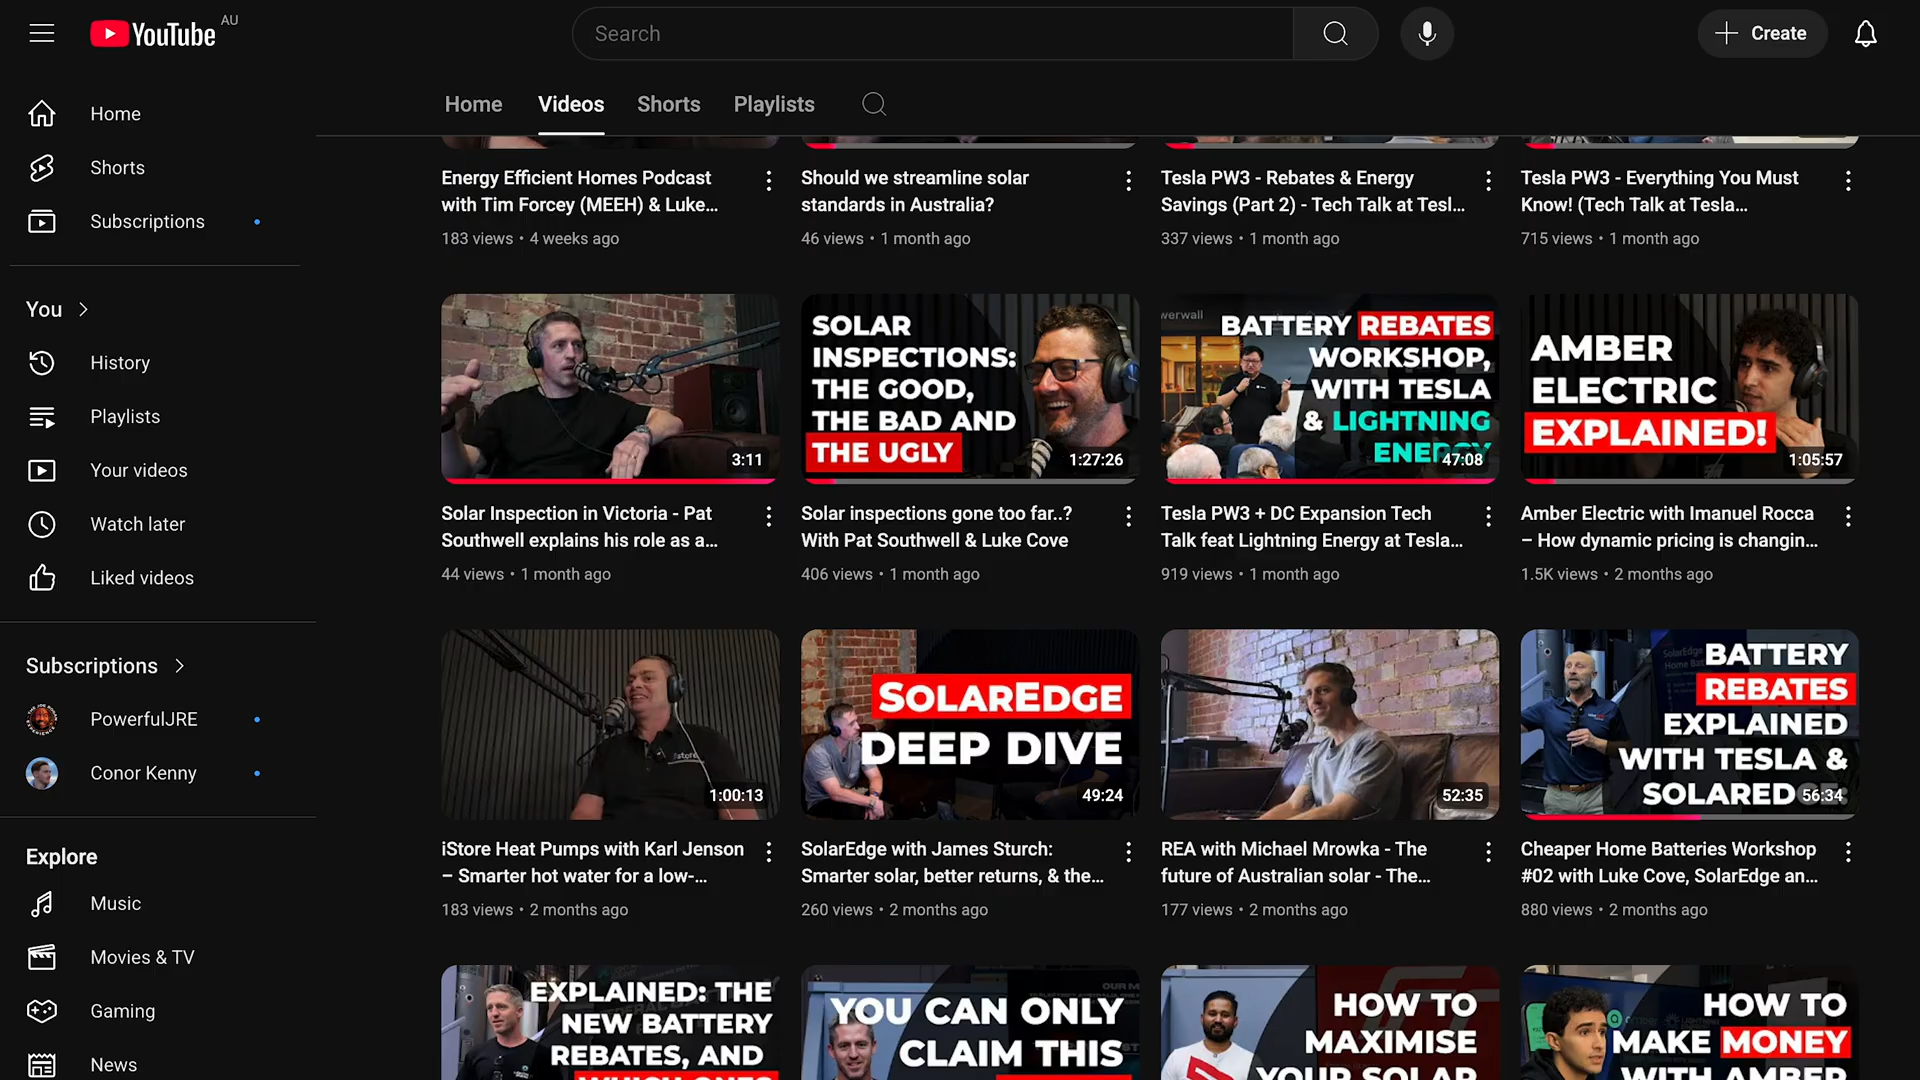 YouTube AU
Search
Create
Home
Shorts
Subscriptions
You
History
Playlists
Your videos
Watch later
Liked videos
Subscriptions
PowerfulJRE
Conor Kenny
Explore
Music
Movies & TV
Gaming
News
Home Videos Shorts Playlists
Energy Efficient Homes Podcast
with Tim Forcey (MEEH) & Luke...
183 views • 4 weeks ago
Should we streamline solar
standards in Australia?
46 views • 1 month ago
Tesla PW3 - Rebates & Energy
Savings (Part 2) - Tech Talk at Tesl...
337 views • 1 month ago
Tesla PW3 - Everything You Must
Know! (Tech Talk at Tesla...
715 views • 1 month ago
3:11
Solar Inspection in Victoria - Pat
Southwell explains his role as a...
44 views • 1 month ago
SOLAR
INSPECTIONS:
THE GOOD,
THE BAD AND
THE UGLY
1:27:26
Solar inspections gone too far..?
With Pat Southwell & Luke Cove
406 views • 1 month ago
werwall
BATTERY REBATES
WORKSHOP,
WITH TESLA
& LIGHTNING
ENERGY
47:08
Tesla PW3 + DC Expansion Tech
Talk feat Lightning Energy at Tesla...
919 views • 1 month ago
AMBER
ELECTRIC
EXPLAINED!
1:05:57
Amber Electric with Imanuel Rocca
– How dynamic pricing is changin...
1.5K views • 2 months ago
1:00:13
iStore Heat Pumps with Karl Jenson
– Smarter hot water for a low-...
183 views • 2 months ago
SOLAREDGE
DEEP DIVE
49:24
SolarEdge with James Sturch:
Smarter solar, better returns, & the...
260 views • 2 months ago
52:35
REA with Michael Mrowka - The
future of Australian solar - The...
177 views • 2 months ago
SolarEdge
Home Bat
BATTERY
REBATES
EXPLAINED
WITH TESLA &
SOLARED
56:34
Cheaper Home Batteries Workshop
#02 with Luke Cove, SolarEdge an...
880 views • 2 months ago
EXPLAINED: THE
NEW BATTERY
REBATES, AND
WHICH ONES
YOU CAN ONLY
CLAIM THIS
HOW TO
MAXIMISE
YOUR SOLAR
HOW TO
MAKE MONEY
WITH AMBER